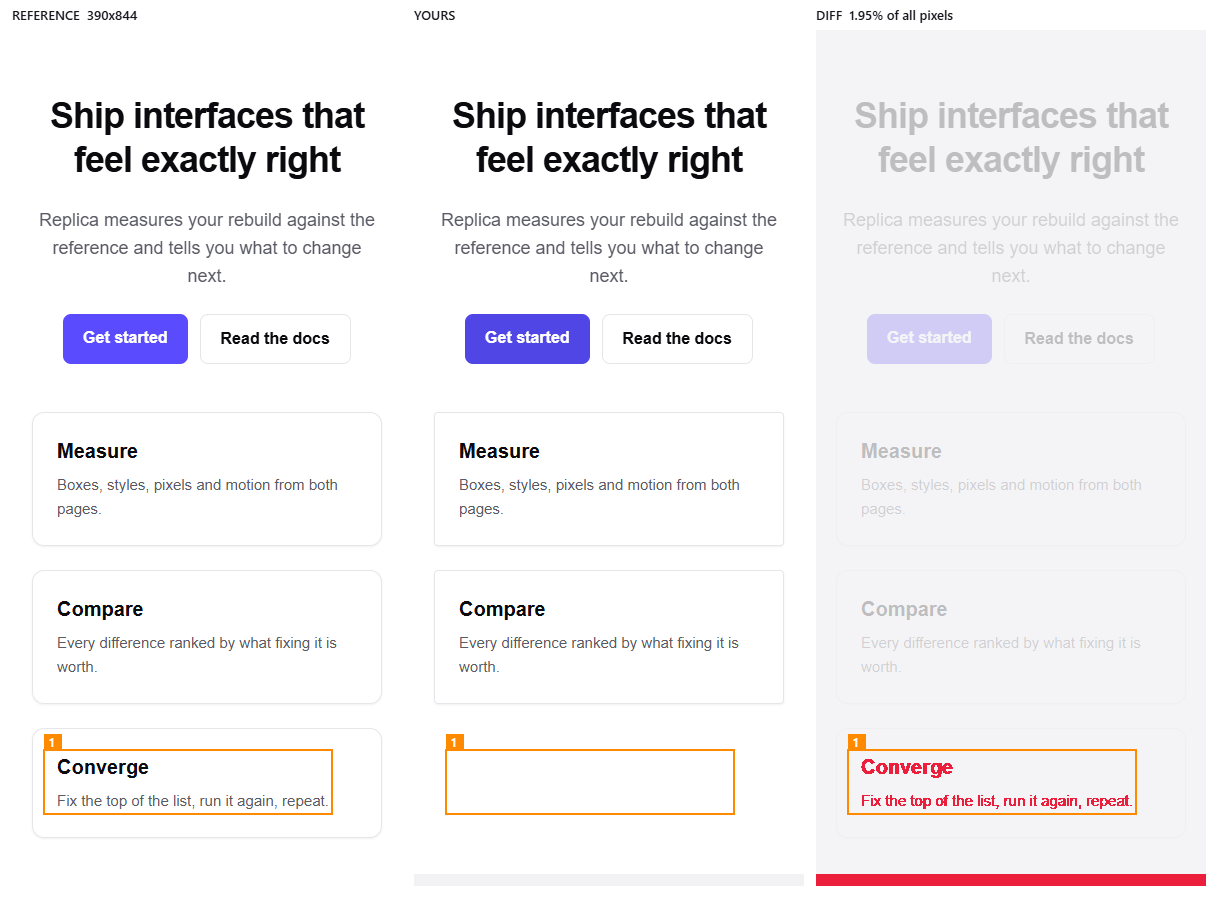 REFERENCE 390x844
Ship interfaces that
feel exactly right
Replica measures your rebuild against the
reference and tells you what to change
next.
Get started
Read the docs
Measure
Boxes, styles, pixels and motion from both
pages.
Compare
Every difference ranked by what fixing it is
worth.
1
Converge
Fix the top of the list, run it again, repeat.
YOURS
Ship interfaces that
feel exactly right
Replica measures your rebuild against the
reference and tells you what to change
next.
Get started
Read the docs
Measure
Boxes, styles, pixels and motion from both
pages.
Compare
Every difference ranked by what fixing it is
worth.
1
DIFF 1.95% of all pixels
Ship interfaces that
feel exactly right
Replica measures your rebuild against the
reference and tells you what to change
next.
Get started
Read the docs
Measure
Boxes, styles, pixels and motion from both
pages.
Compare
Every difference ranked by what fixing it is
worth.
1
Converge
Fix the top of the list, run it again, repeat.